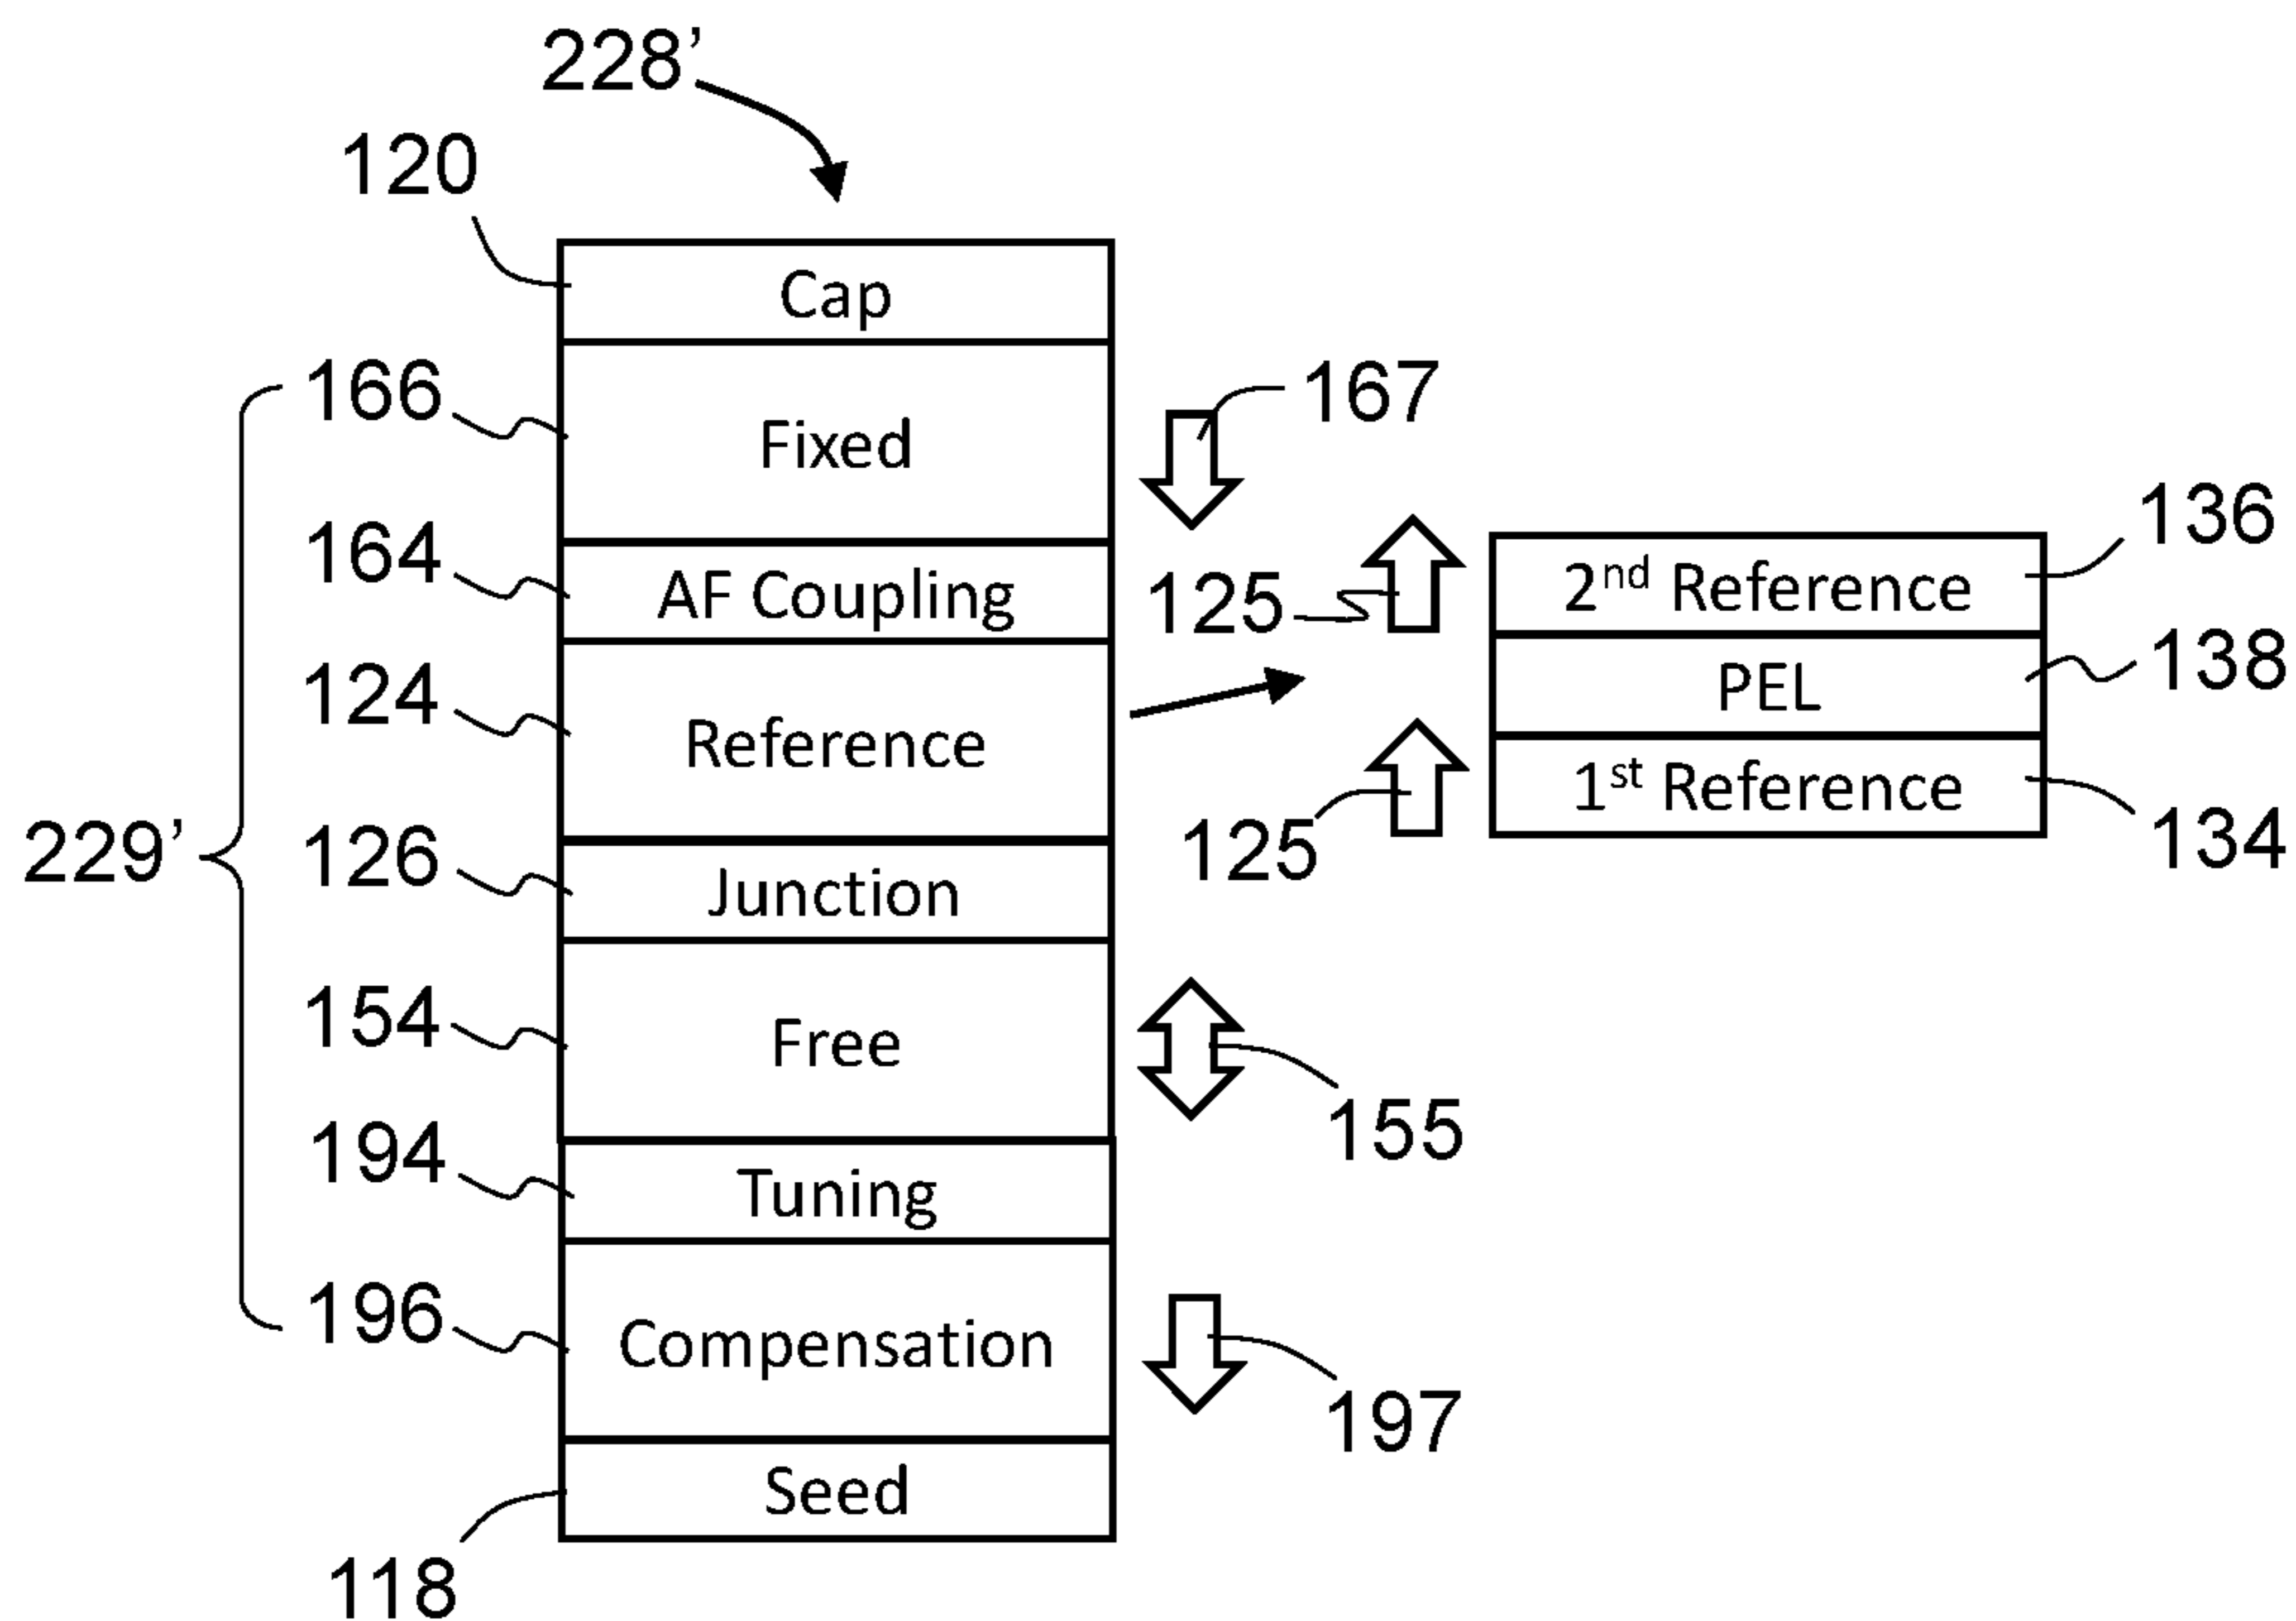 228’
120
Cap
166
Fixed
167
164
AF Coupling
125
2nd Reference
136
124
Reference
PEL
138
125
1st Reference
134
229’
126
Junction
154
Free
155
194
Tuning
196
Compensation
197
Seed
118